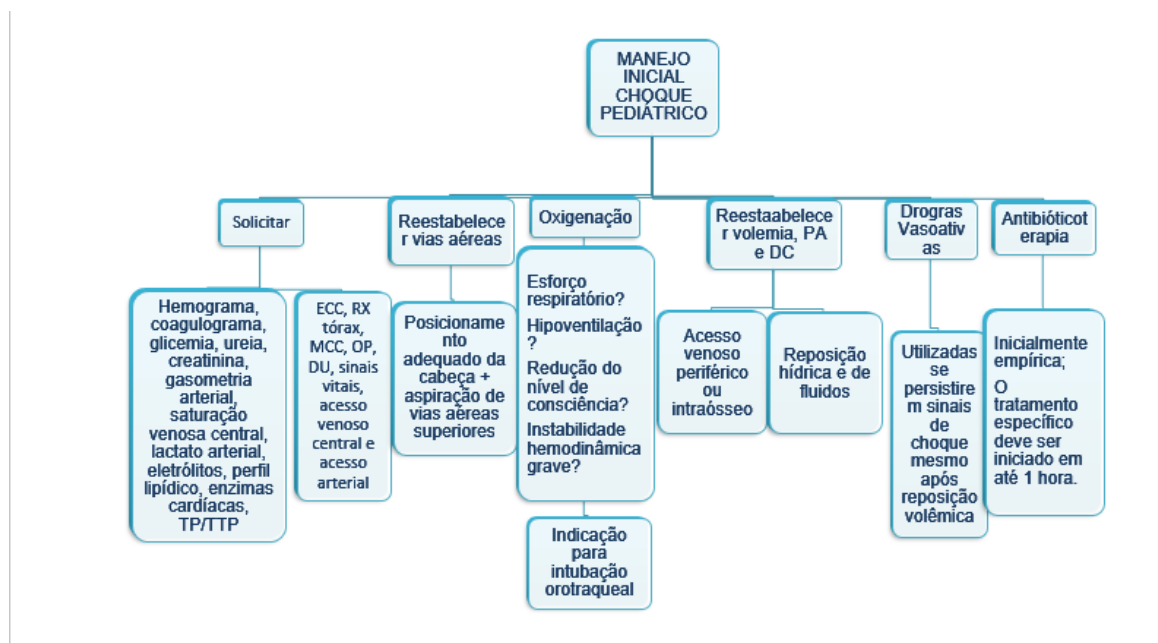 MANEJO
INICIAL
CHOQUE
PEDIÁTRICO
Solicitar
Reestabelece
r vias aéreas
Oxigenação
Reestaabelece
r volemia, PA
e DC
Drogras
Vasoativ
as
Antibióticot
erapia
Hemograma,
coagulograma,
glicemia, ureia,
creatinina,
gasometria
arterial,
saturação
venosa central,
lactato arterial,
eletrólitos, perfil
lipídico, enzimas
cardíacas,
TP/TTP
ECC, RX
tórax,
MCC, OP,
DU, sinais
vitais,
acesso
venoso
central e
acesso
arterial
Posicioname
nto
adequado da
cabeça +
aspiração de
vias aéreas
superiores
Esforço
respiratório?
Hipoventilação
?
Redução do
nível de
consciência?
Instabilidade
hemodinâmica
grave?
Indicação
para
intubação
orotraqueal
Acesso
venoso
periférico
ou
intraósseo
Reposição
hídrica e de
fluidos
Utilizadas
se
persistire
m sinais
de
choque
mesmo
após
reposição
volêmica
Inicialmente
empírica;
O
tratamento
específico
deve ser
iniciado em
até 1 hora.